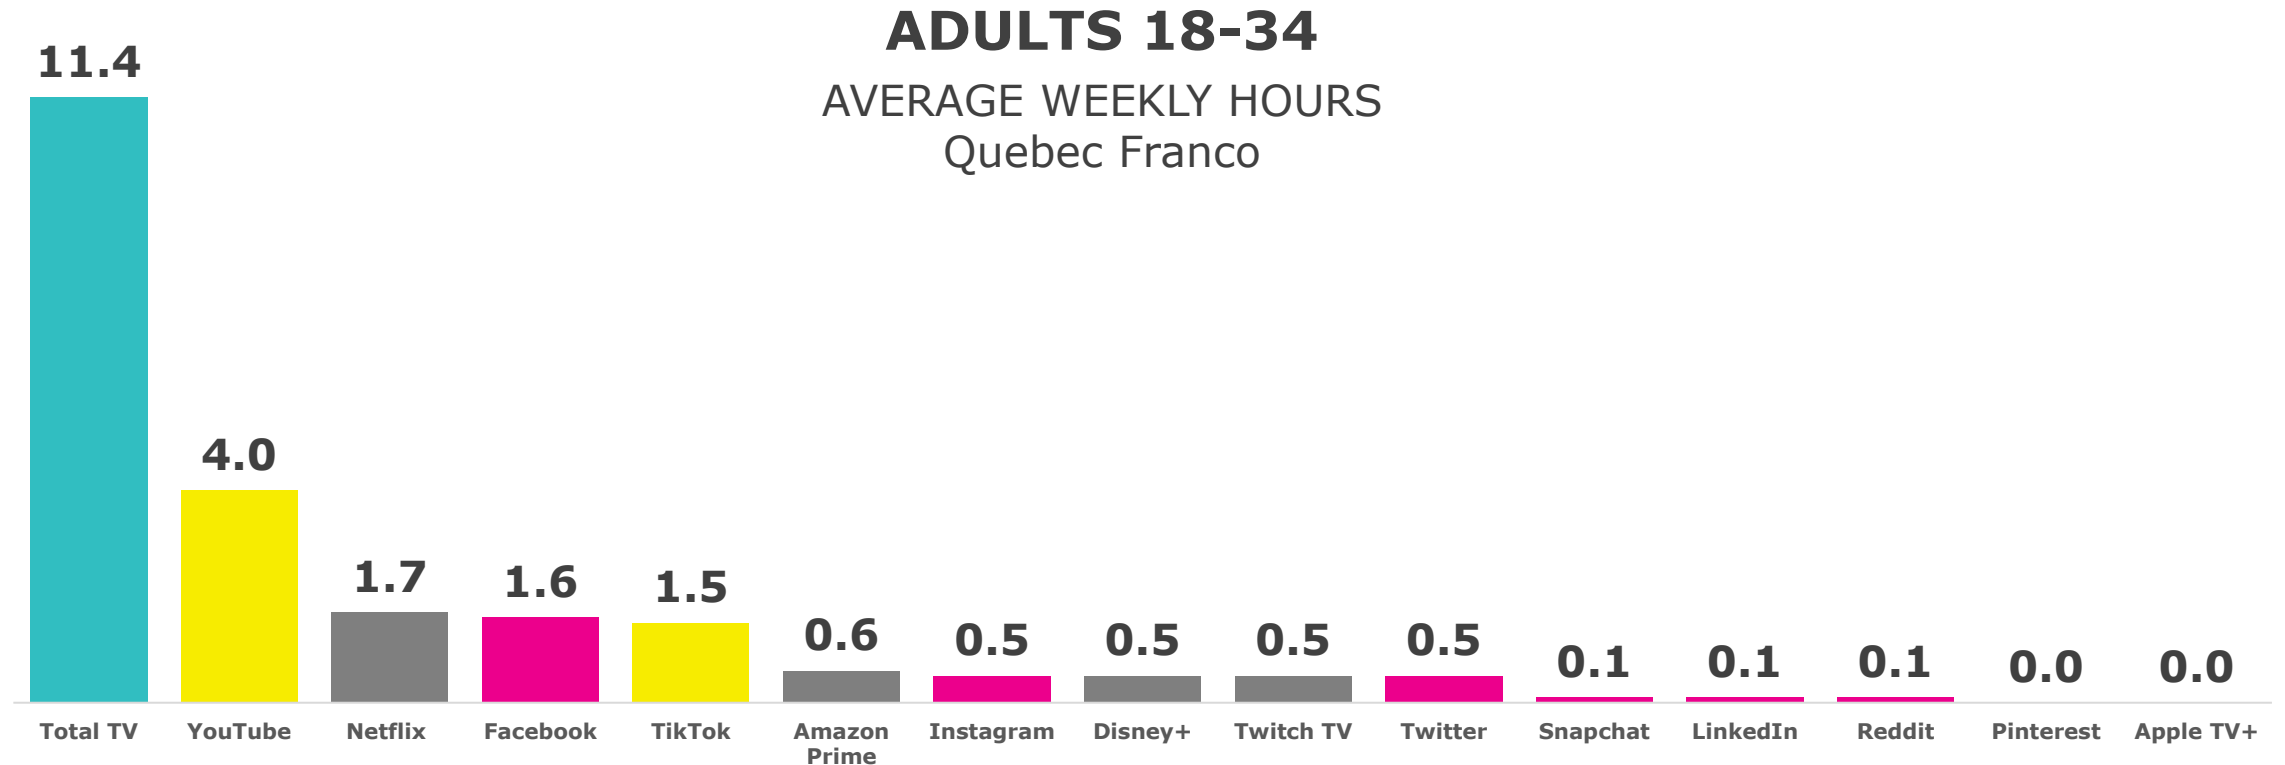 ADULTS 18-34
AVERAGE WEEKLY HOURS
Quebec Franco
11.4
4.0
1.7
1.6
1.5
0.6
0.5
0.5
0.5
0.5
0.1
0.1
0.1
0.0
0.0
Total TV
YouTube
Netflix
Facebook
TikTok
Amazon
Prime
Instagram
Disney+
Twitch TV
Twitter
Snapchat
LinkedIn
Reddit
Pinterest
Apple TV+